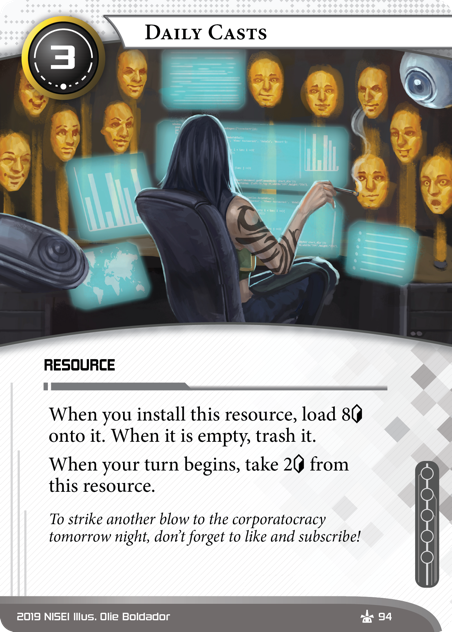 3
DAILY CASTS
RESOURCE
When you install this resource, load 8
onto it. When it is empty, trash it.
When your turn begins, take 2 from
this resource.
To strike another blow to the corporatocracy
tomorrow night, don't forget to like and subscribe!
2019 NISEI Illus. Olie Boldador
94